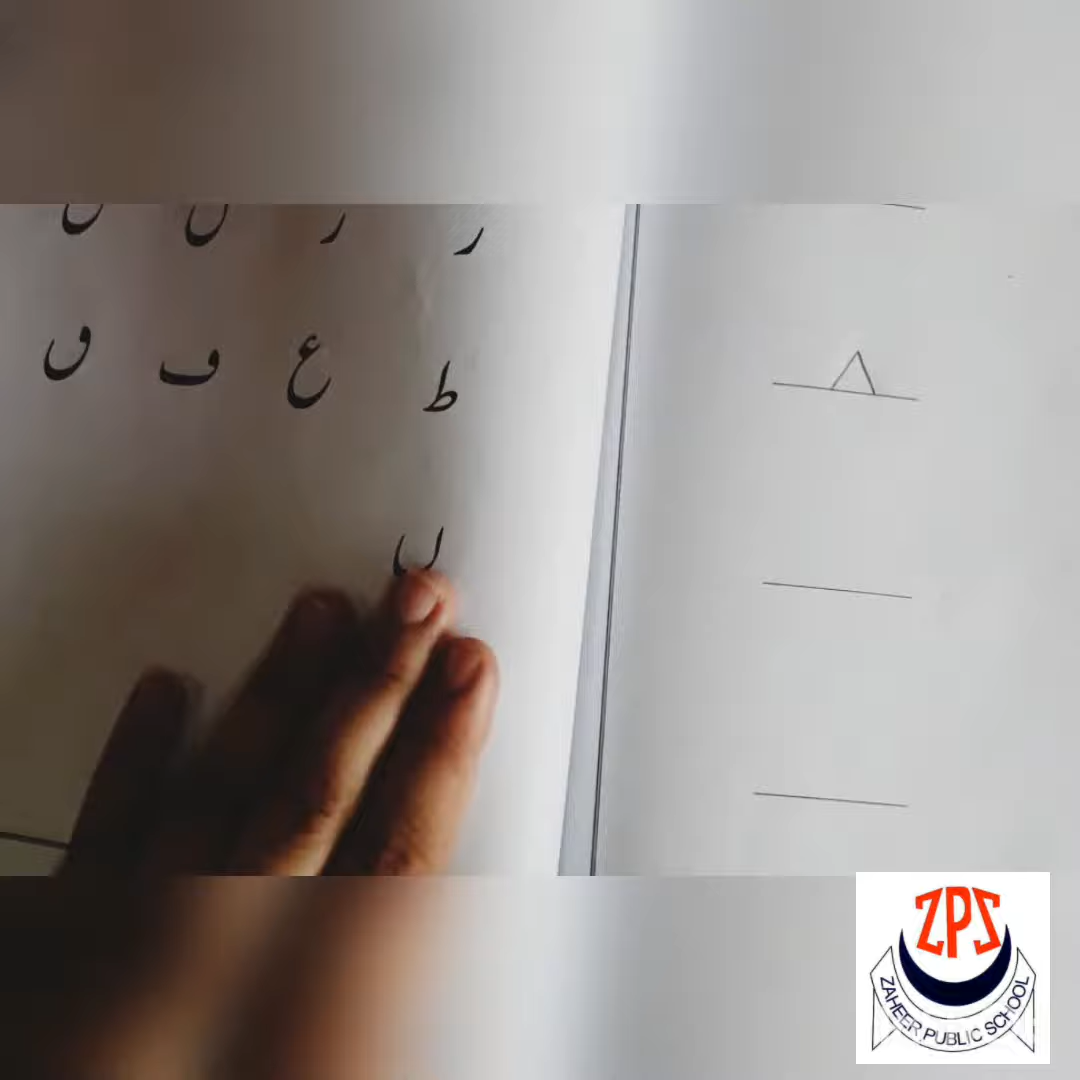 ر ر ل ل
ط ع ف و
ں
ZPS
ZAHEER PUBLIC SCHOOL